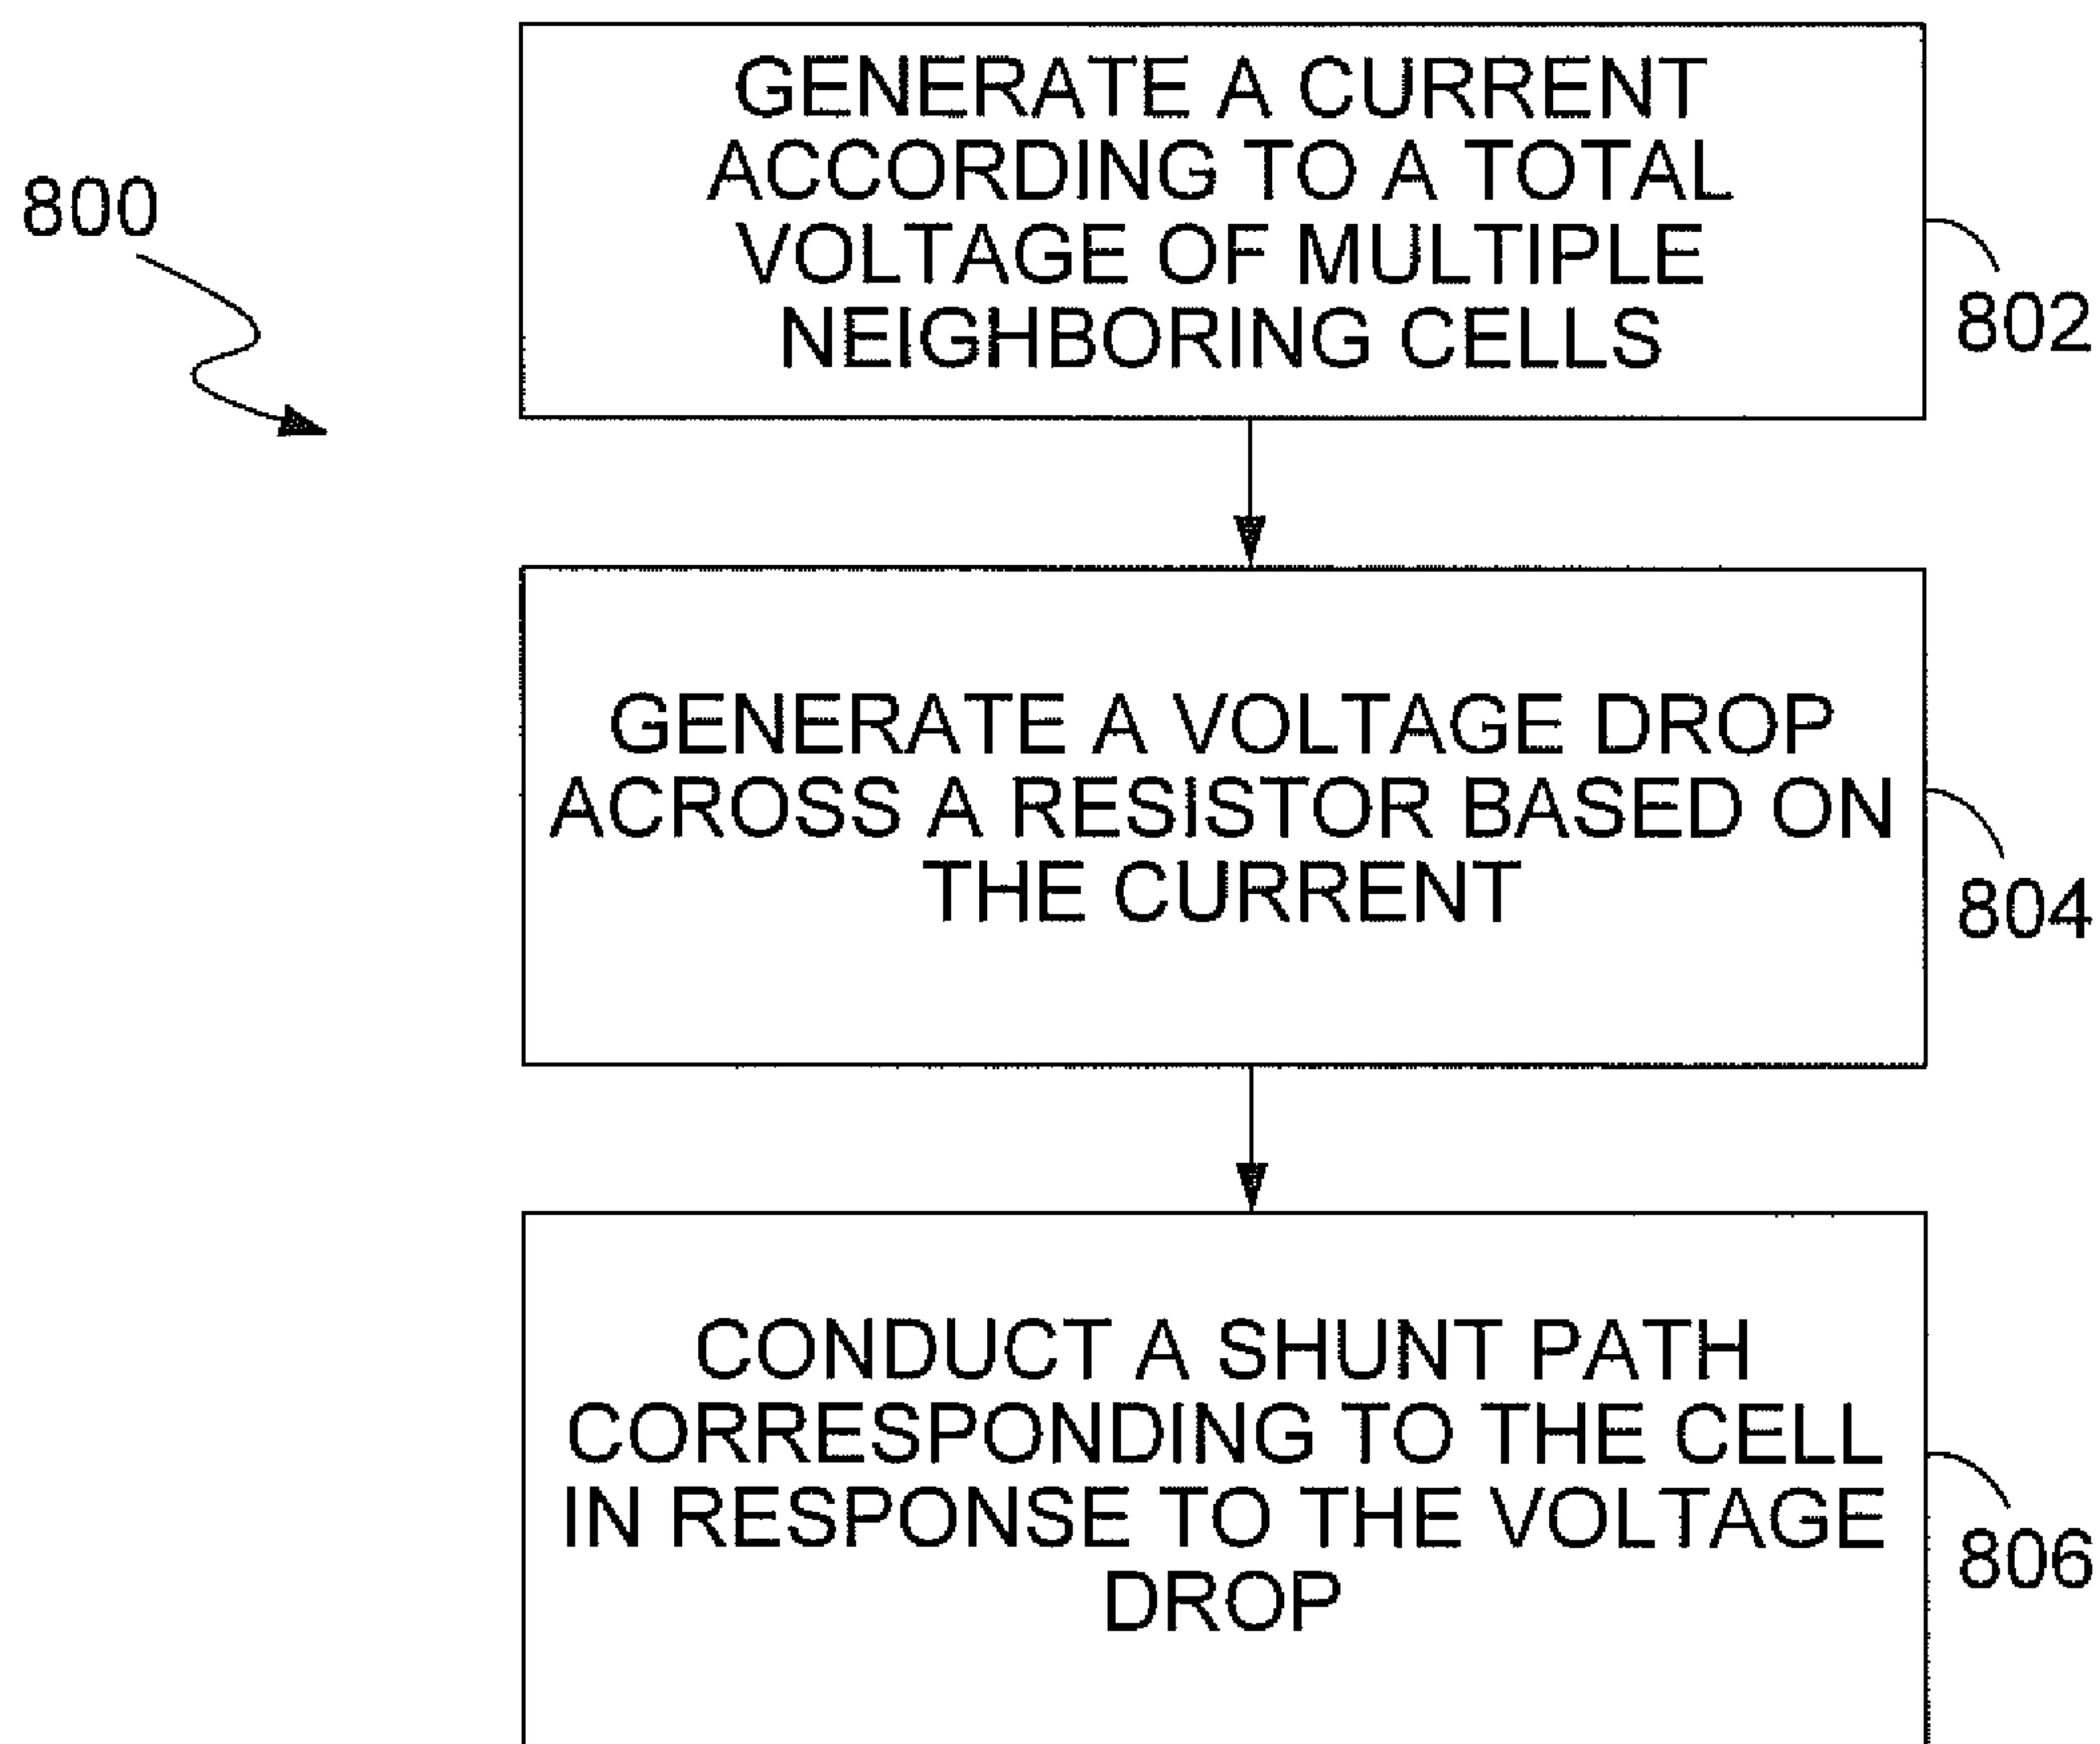 800
GENERATE A CURRENT
ACCORDING TO A TOTAL
VOLTAGE OF MULTIPLE
NEIGHBORING CELLS
802
GENERATE A VOLTAGE DROP
ACROSS A RESISTOR BASED ON
THE CURRENT
804
CONDUCT A SHUNT PATH
CORRESPONDING TO THE CELL
IN RESPONSE TO THE VOLTAGE
DROP
806